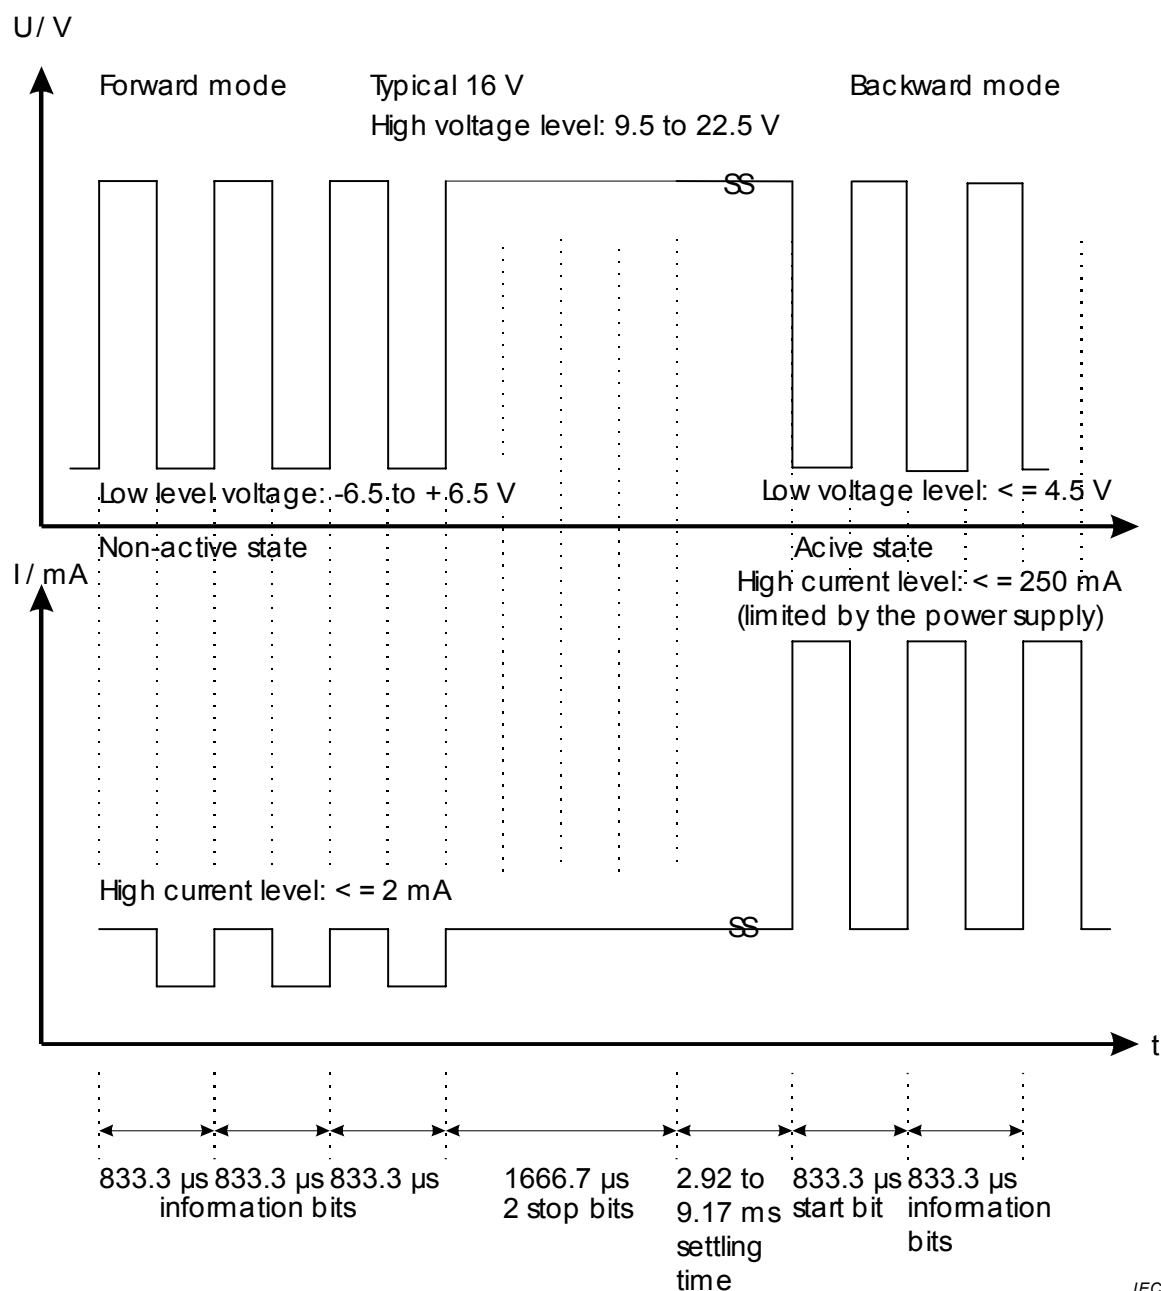 U/ V
Forward mode
Typical 16 V
Backward mode
High voltage level: 9.5 to 22.5 V
SS
Low level voltage: -6.5 to + 6.5 V
Low voltage level: < = 4.5 V
Non-active state
Acive state
I / mA
High current level: < = 250 mA
(limited by the power supply)
High current level: < = 2 mA
SS
t
833.3 µs 833.3 µs 833.3 µs
information bits
1666.7 µs
2 stop bits
2.92 to
9.17 ms
settling
time
833.3 µs
start bit
833.3 µs
information
bits
IEC